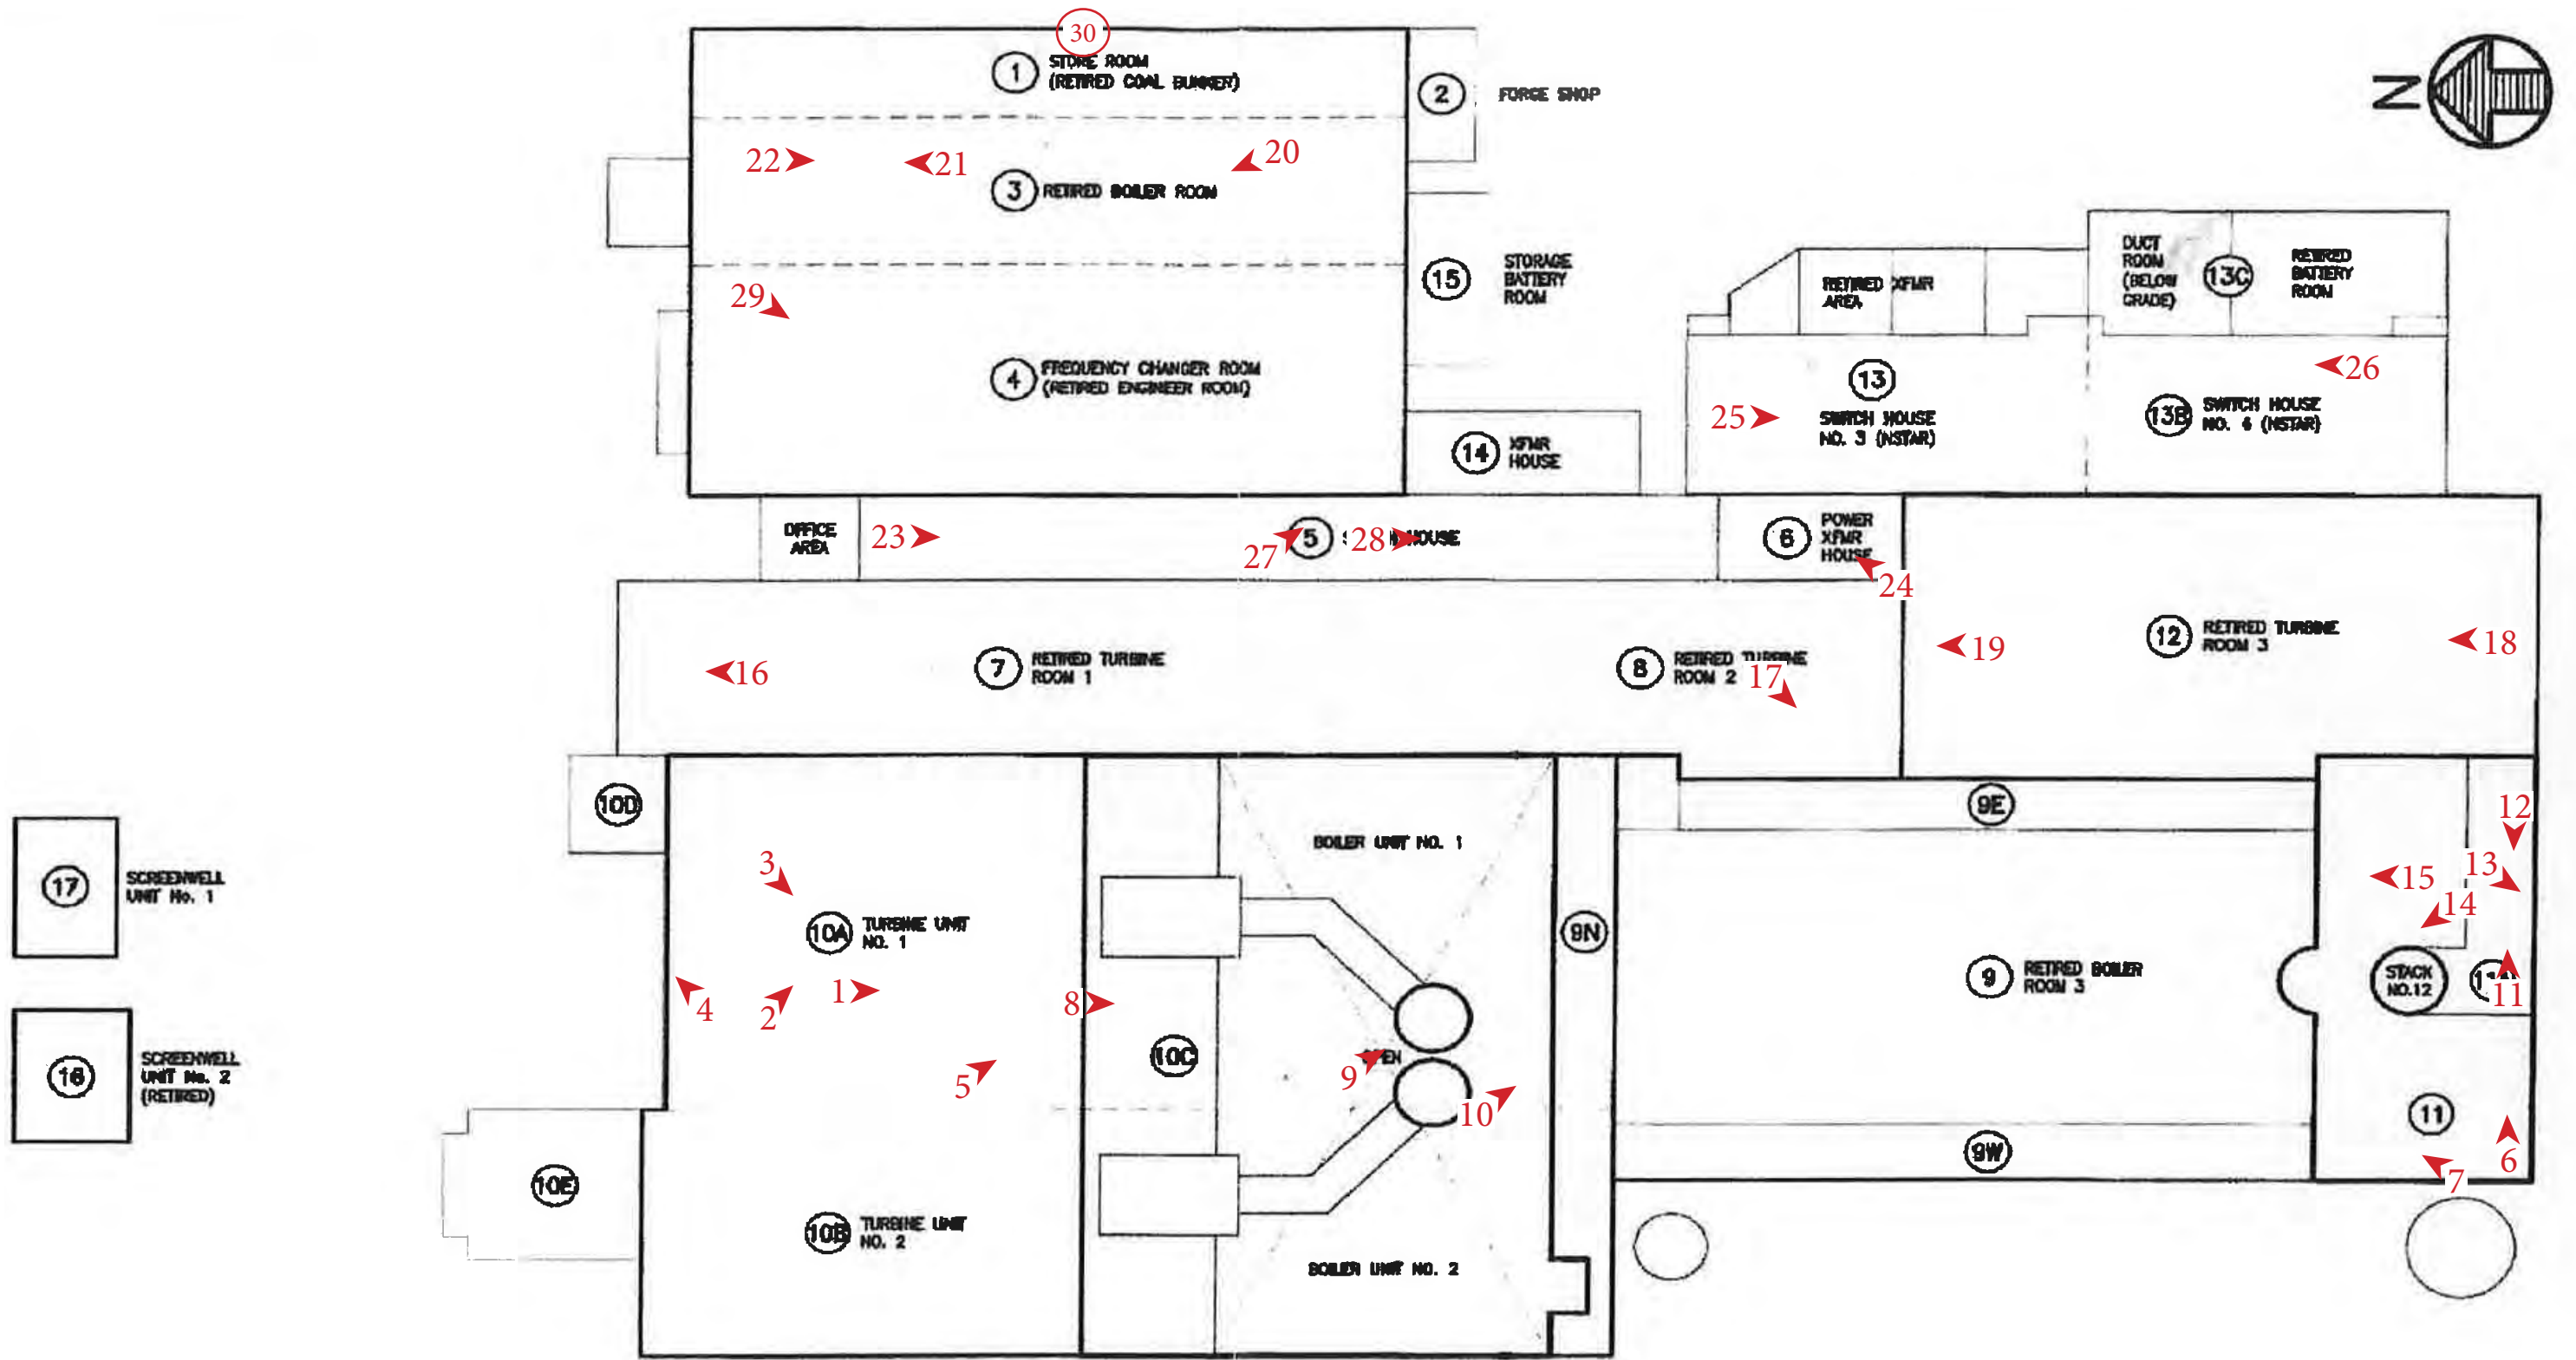 30
1
STORE ROOM
(RETIRED COAL BUNKER)
2
FORGE SHOP
N
22
21
20
3
RETIRED BOILER ROOM
15
STORAGE
BATTERY
ROOM
29
4
FREQUENCY CHANGER ROOM
(RETIRED ENGINEER ROOM)
14
XFMR
HOUSE
RETIRED XFMR
AREA
DUCT
ROOM
(BELOW
GRADE)
13C
RETIRED
BATTERY
ROOM
13
SWITCH HOUSE
NO. 3 (NSTAR)
25
13B
SWITCH HOUSE
NO. 4 (NSTAR)
26
OFFICE
AREA
23
27
5
28
HOUSE
6
POWER
XFMR
HOUSE
24
16
7
RETIRED TURBINE
ROOM 1
8
RETIRED TURBINE
ROOM 2
17
19
12
RETIRED TURBINE
ROOM 3
18
10D
17
SCREENWELL
UNIT No. 1
16
SCREENWELL
UNIT No. 2
(RETIRED)
3
10A
TURBINE UNIT
NO. 1
4
2
1
5
8
10C
BOILER UNIT NO. 1
9
OPEN
10
BOILER UNIT NO. 2
10E
10B
TURBINE UNIT
NO. 2
9N
9E
9
RETIRED BOILER
ROOM 3
9W
12
13
15
14
STACK
NO.12
11
11
6
7